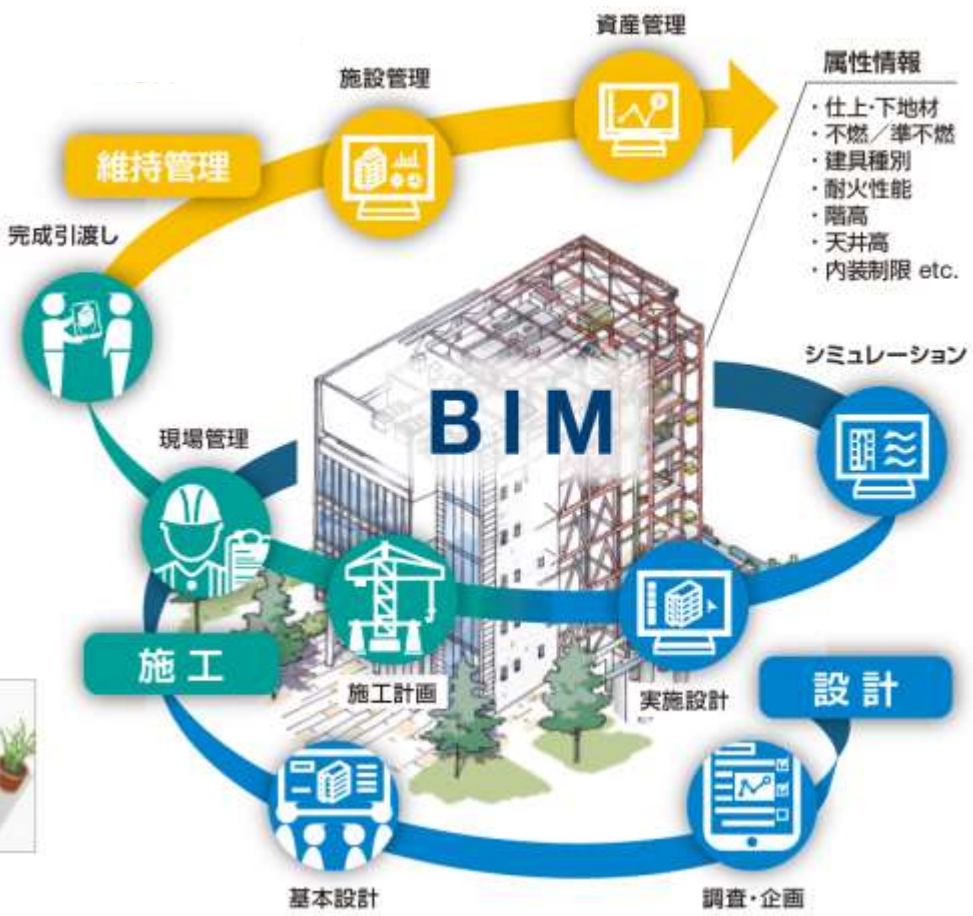 資産管理
施設管理
属性情報
・仕上・下地材
・不燃／準不燃
・建具種別
・耐火性能
・階高
・天井高
・内装制限 etc.
維持管理
完成引渡し
シミュレーション
BIM
現場管理
施工
施工計画
実施設計
設計
基本設計
調査・企画